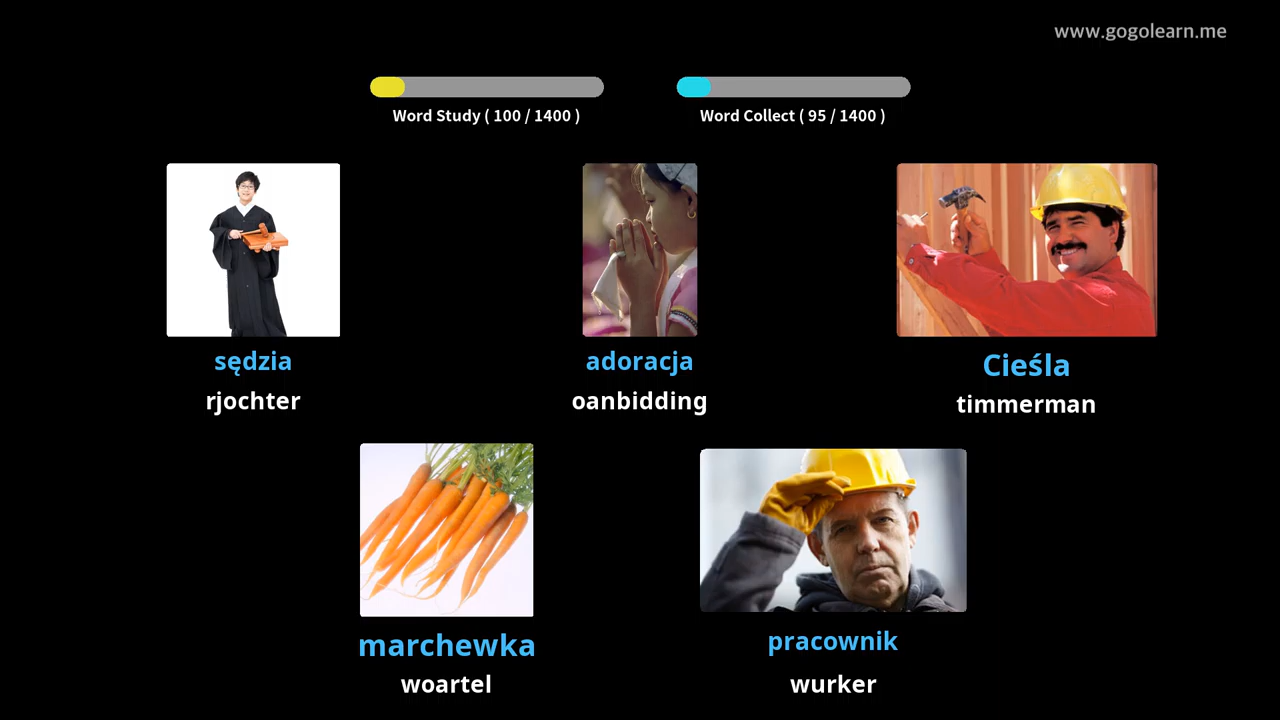 www.gogolearn.me
Word Study ( 100 / 1400 )
Word Collect ( 95 / 1400 )
sędzia
rjochter
adoracja
oanbidding
Cieśla
timmerman
marchewka
woartel
pracownik
wurker